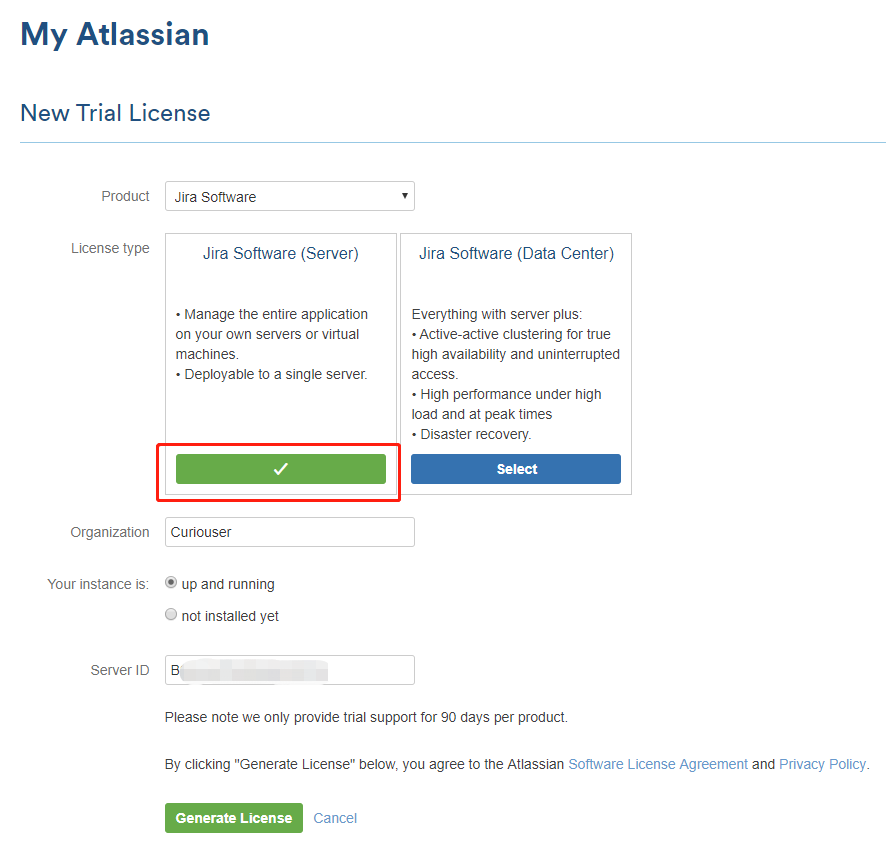 My Atlassian
New Trial License
Product
Jira Software
License type
Jira Software (Server)
• Manage the entire application
on your own servers or virtual
machines.
• Deployable to a single server.
Jira Software (Data Center)
Everything with server plus:
• Active-active clustering for true
high availability and uninterrupted
access.
• High performance under high
load and at peak times
• Disaster recovery.
Select
Organization
Curiouser
Your instance is:
up and running
not installed yet
Server ID
B
Please note we only provide trial support for 90 days per product.
By clicking "Generate License" below, you agree to the Atlassian Software License Agreement and Privacy Policy.
Generate License
Cancel